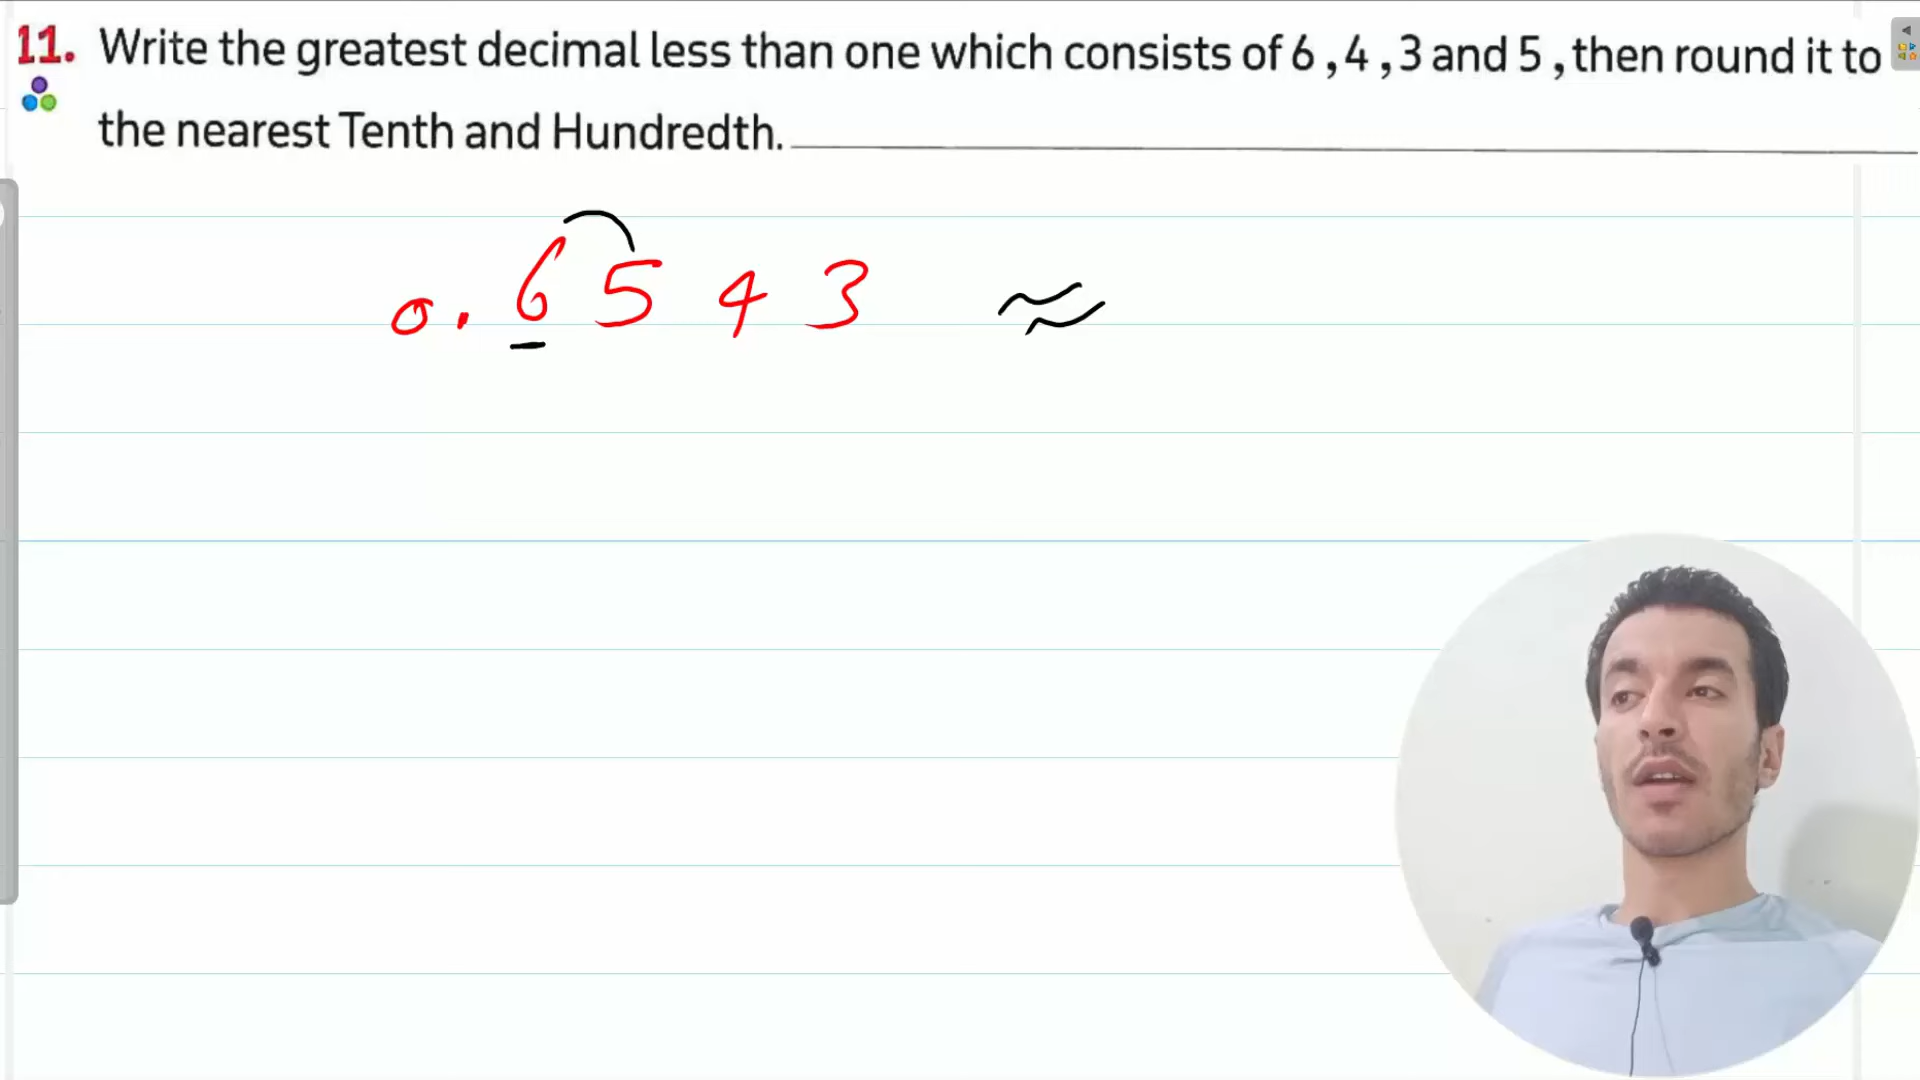 11. Write the greatest decimal less than one which consists of 6 , 4 , 3 and 5 , then round it to
the nearest Tenth and Hundredth.
0.6543 ≈